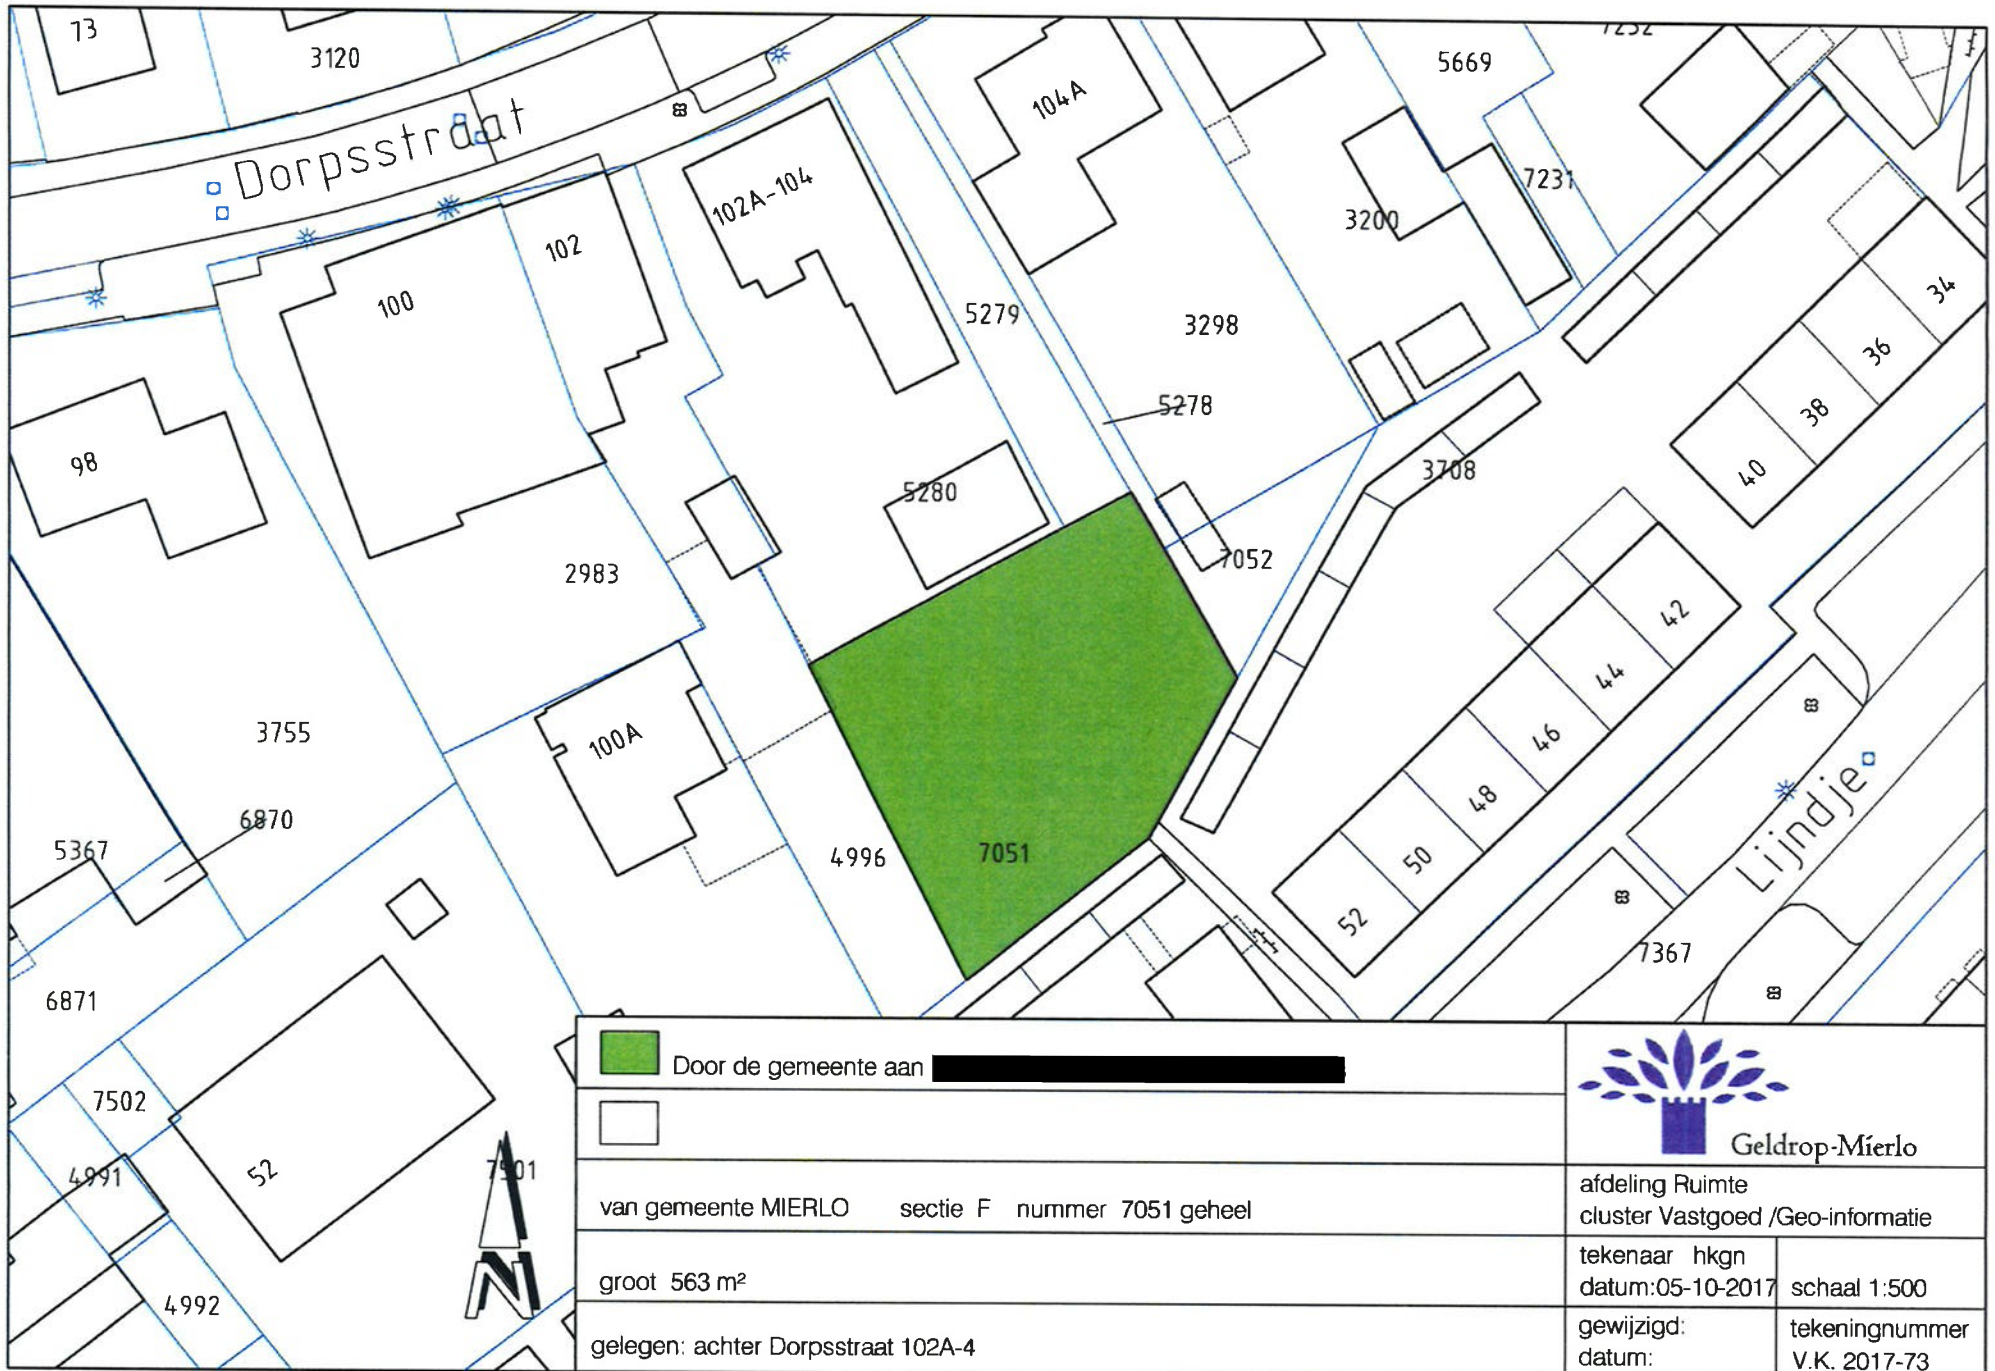 73
3120
7232
5669
104A
Dorpsstraat
102A-104
7231
3200
102
100
5279
3298
34
36
5278
38
98
40
3708
5280
7052
2983
42
44
3755
100A
46
6870
48
5367
4996
7051
50
Lijndje
52
7367
6871
7502
4991
52
7501
4992
N
Door de gemeente aan
van gemeente MIERLO sectie F nummer 7051 geheel
groot 563 m²
gelegen: achter Dorpsstraat 102A-4
Geldrop-Mierlo
afdeling Ruimte
cluster Vastgoed /Geo-informatie
tekenaar hkgn
datum:05-10-2017
schaal 1:500
gewijzigd:
datum:
tekeningnummer
V.K. 2017-73